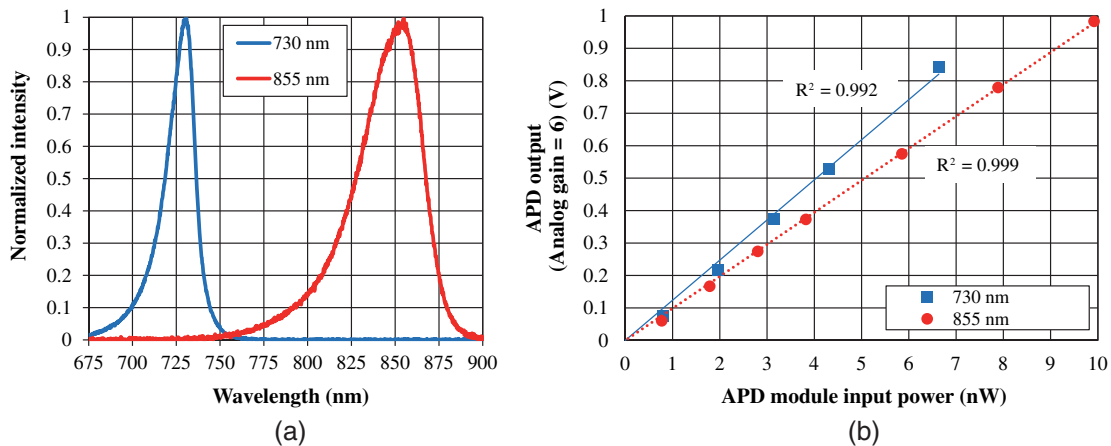 1
0.9
0.8
0.7
0.6
0.5
0.4
0.3
0.2
0.1
0
Normalized intensity
730 nm
855 nm
675 700 725 750 775 800 825 850 875 900
Wavelength (nm)
(a)
1
0.9
0.8
0.7
0.6
0.5
0.4
0.3
0.2
0.1
0
APD output
(Analog gain = 6) (V)
R² = 0.992
R² = 0.999
730 nm
855 nm
0 1 2 3 4 5 6 7 8 9 10
APD module input power (nW)
(b)